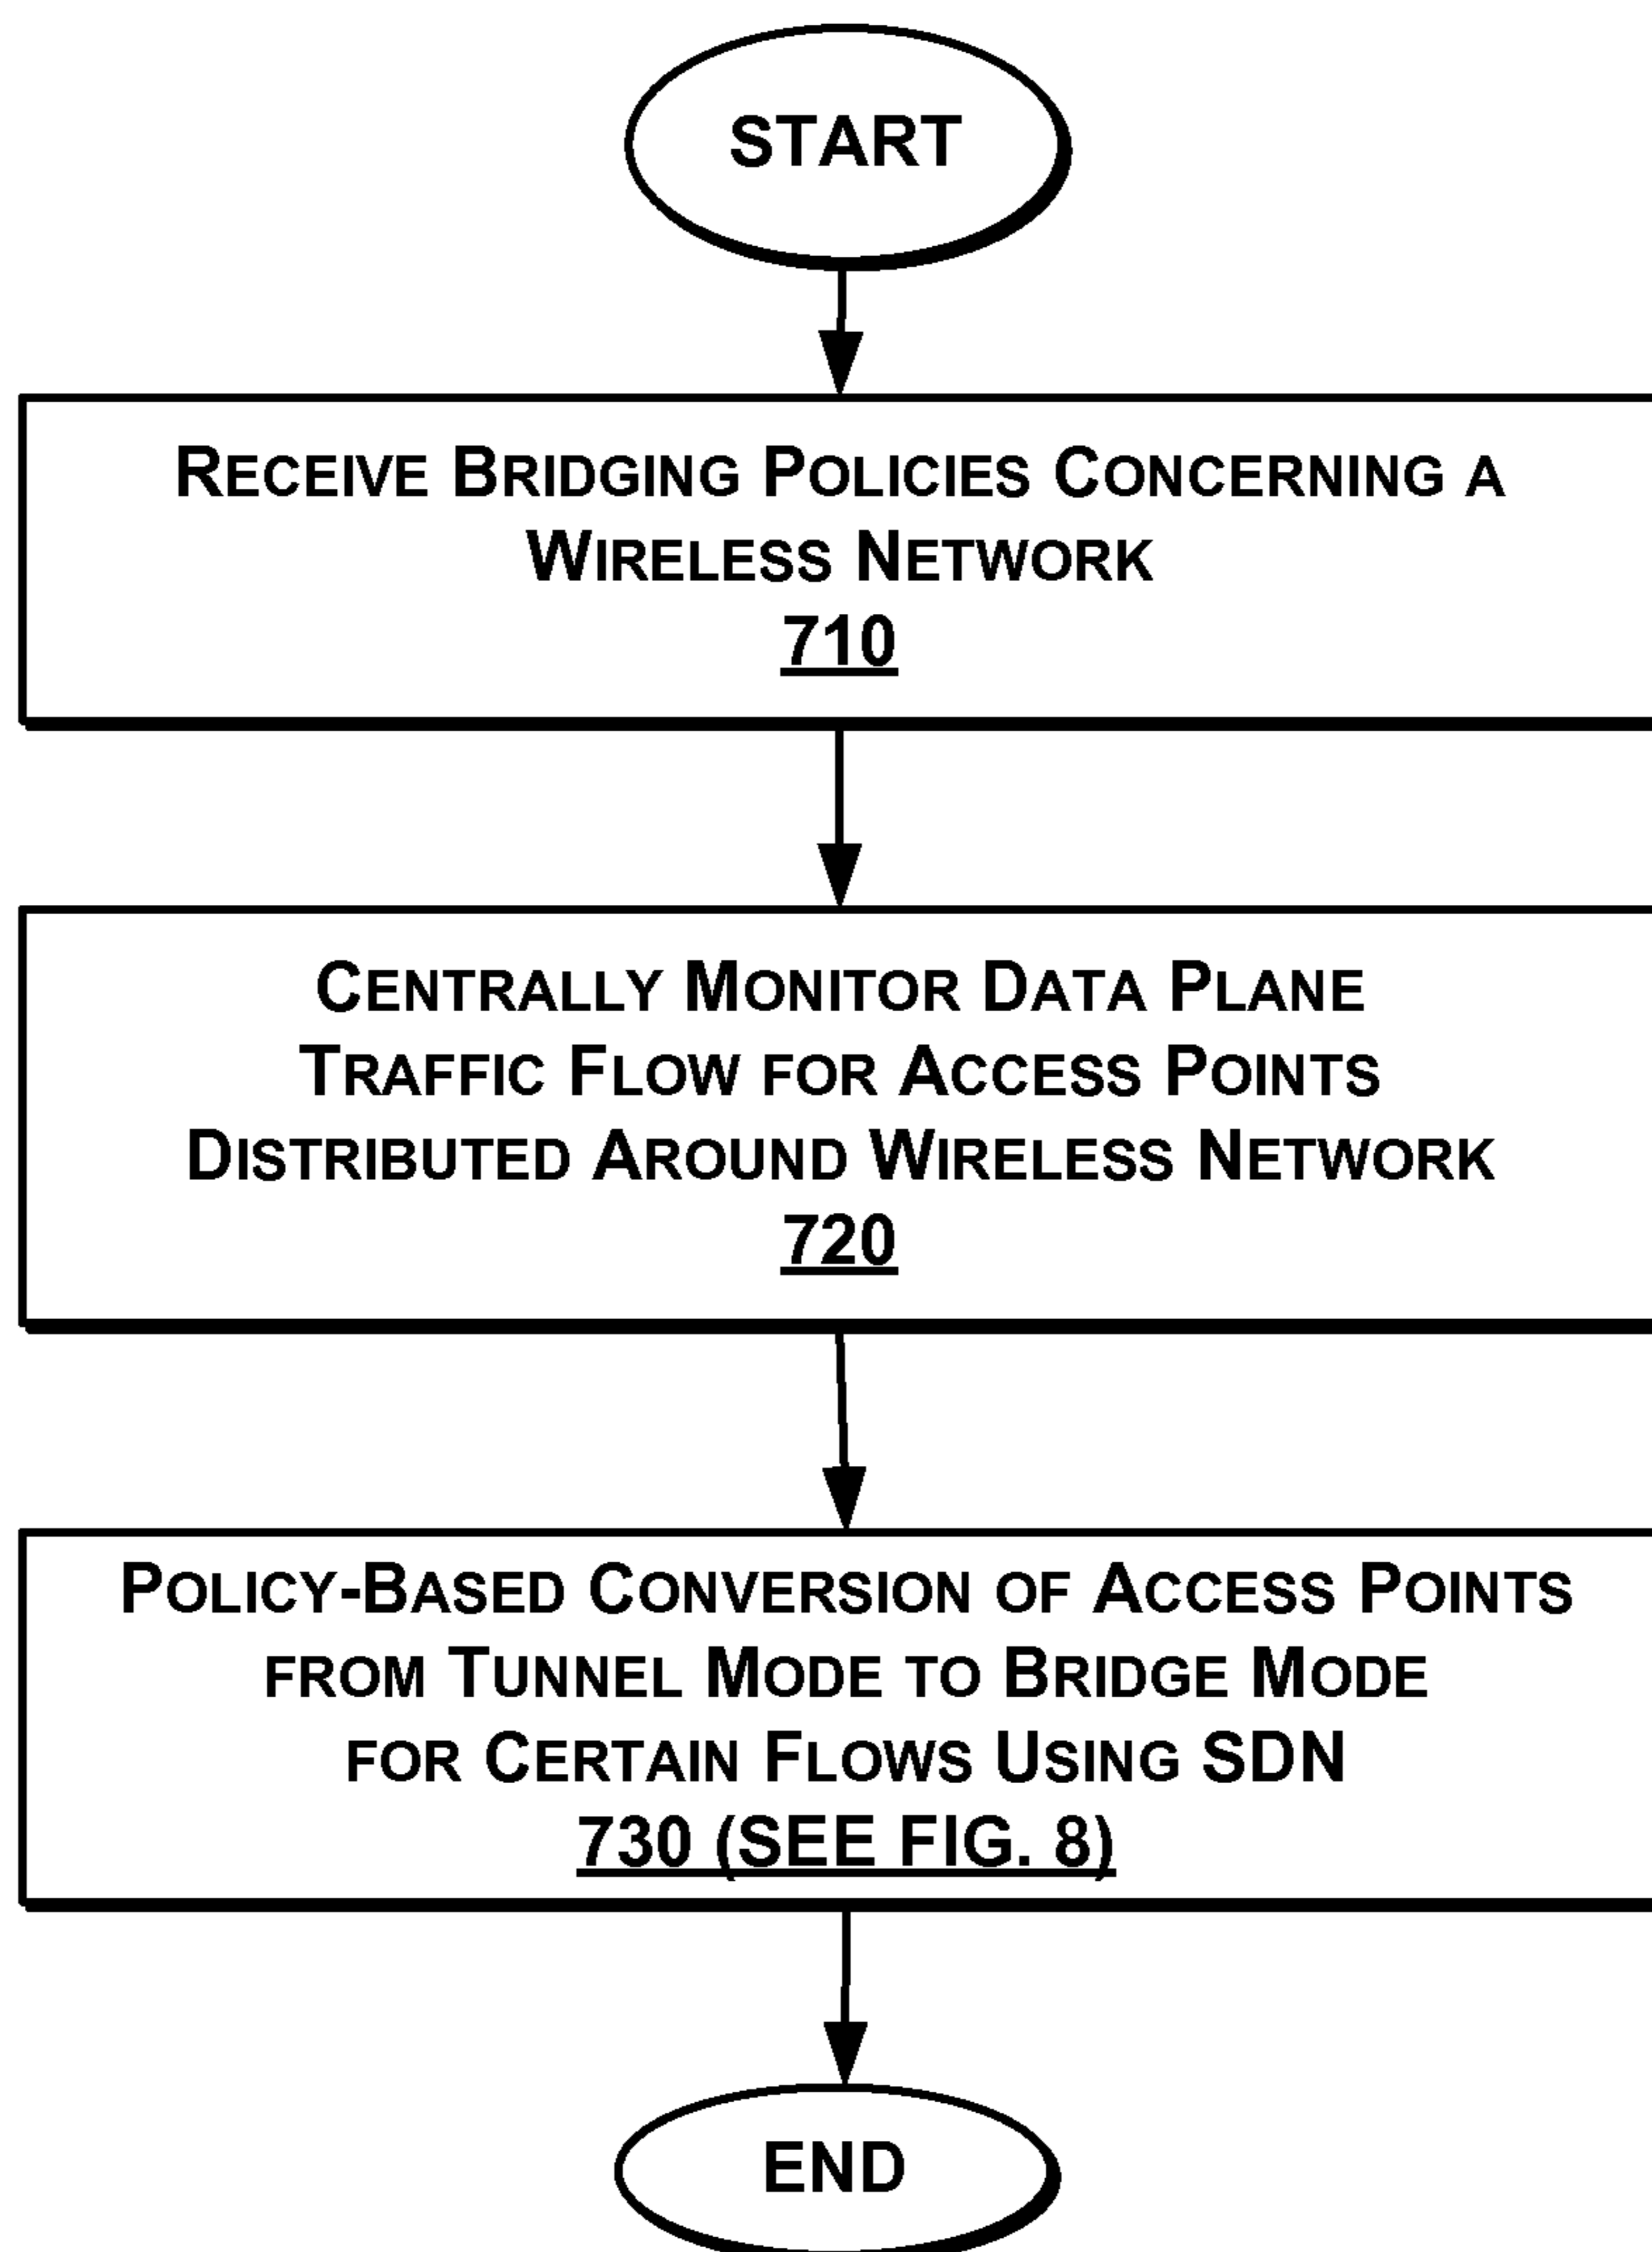 START
RECEIVE BRIDGING POLICIES CONCERNING A
WIRELESS NETWORK
710
CENTRALLY MONITOR DATA PLANE
TRAFFIC FLOW FOR ACCESS POINTS
DISTRIBUTED AROUND WIRELESS NETWORK
720
POLICY-BASED CONVERSION OF ACCESS POINTS
FROM TUNNEL MODE TO BRIDGE MODE
FOR CERTAIN FLOWS USING SDN
730 (SEE FIG. 8)
END